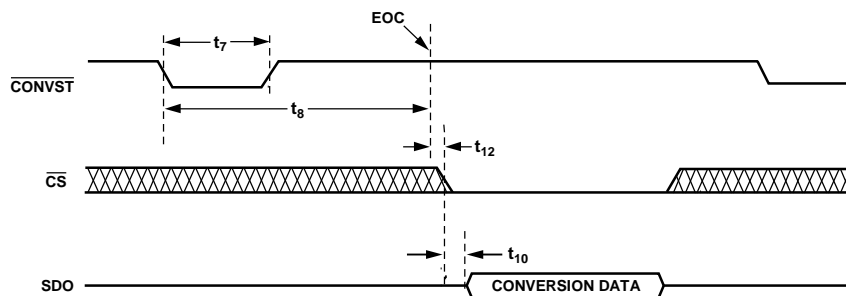 EOC
t7
CONVST
t8
t12
CS
t10
SDO
CONVERSION DATA